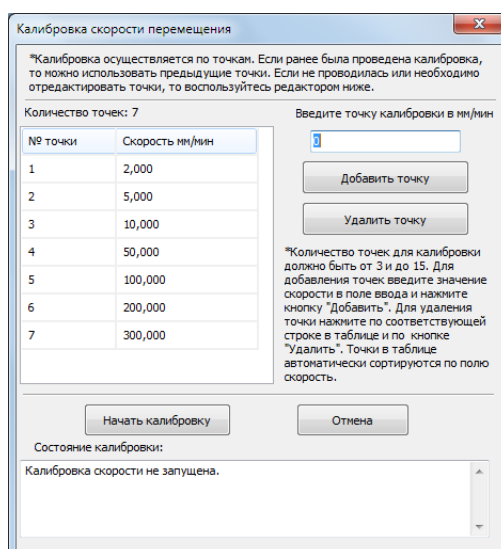 Калибровка скорости перемещения
*Калибровка осуществляется по точкам. Если ранее была проведена калибровка,
то можно использовать предыдущие точки. Если не проводилась или необходимо
отредактировать точки, то воспользуйтесь редактором ниже.
Количество точек: 7
Введите точку калибровки в мм/мин
№ точки Скорость мм/мин
1 2,000
2 5,000
3 10,000
4 50,000
5 100,000
6 200,000
7 300,000
0
Добавить точку
Удалить точку
*Количество точек для калибровки
должно быть от 3 и до 15. Для
добавления точек введите значение
скорости в поле ввода и нажмите
кнопку "Добавить". Для удаления
точки нажмите по соответствующей
строке в таблице и по кнопке
"Удалить". Точки в таблице
автоматически сортируются по полю
скорость.
Начать калибровку
Отмена
Состояние калибровки:
Калибровка скорости не запущена.